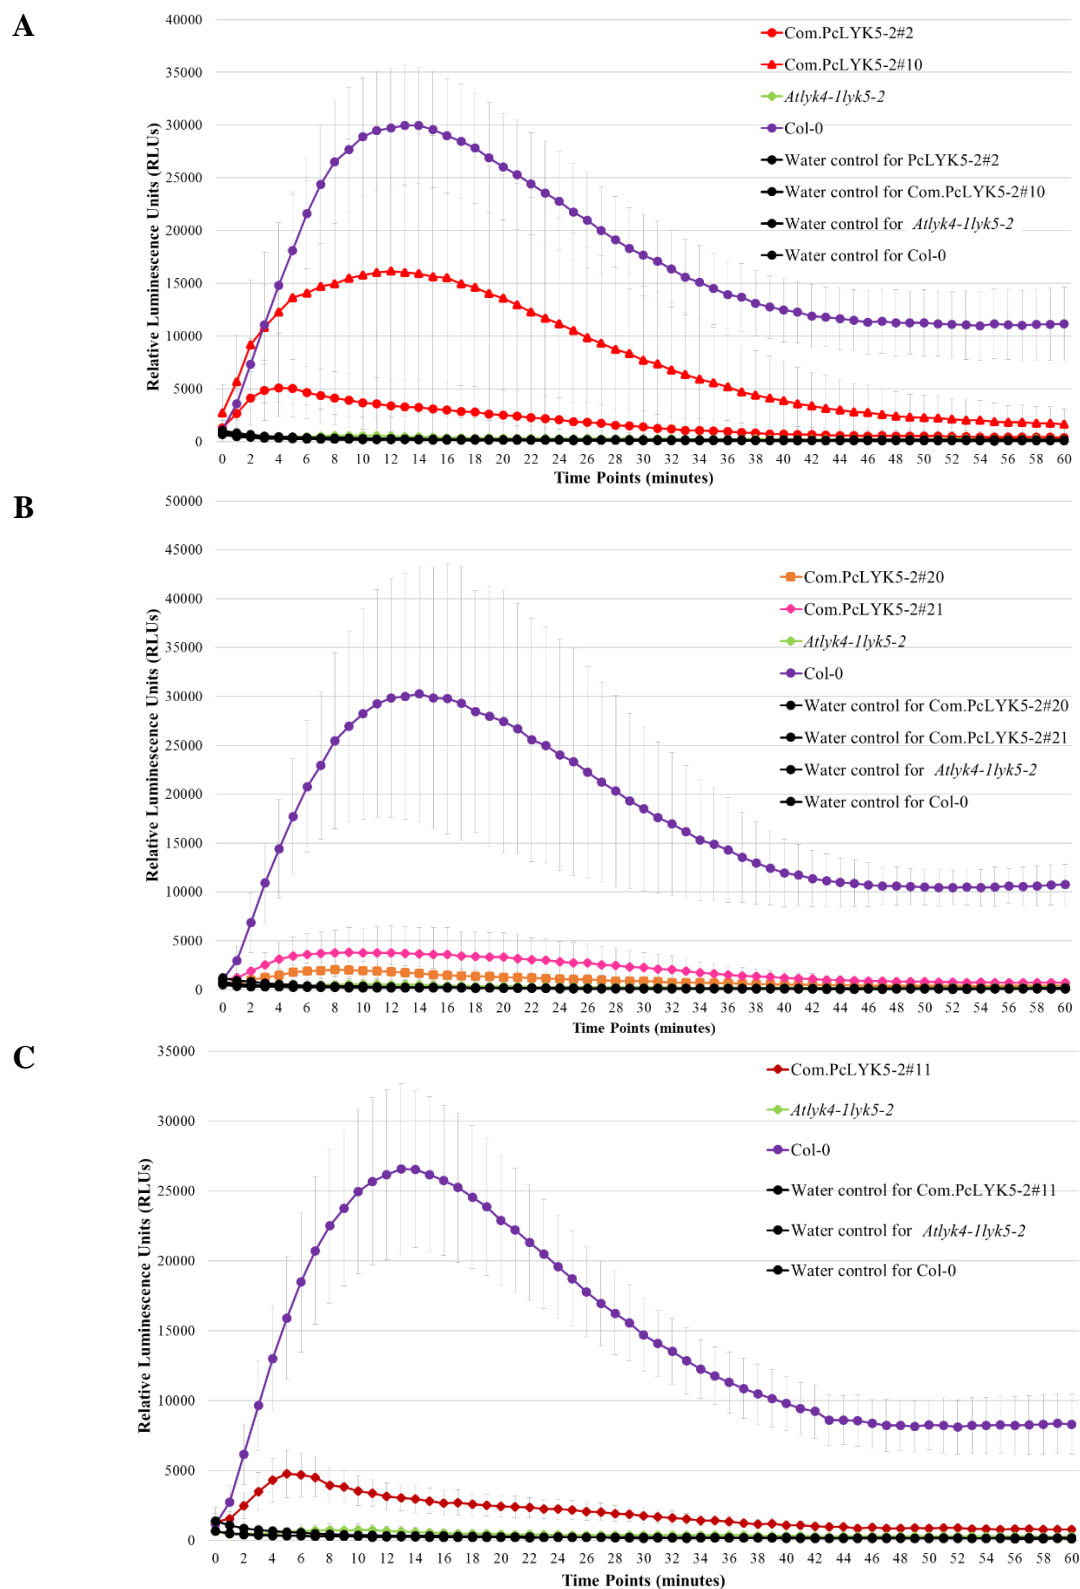 A
40000
35000
30000
25000
20000
15000
10000
5000
0
Relative Luminescence Units (RLUs)
Com.PcLYK5-2#2
Com.PcLYK5-2#10
Atlyk4-1lyk5-2
Col-0
Water control for PcLYK5-2#2
Water control for Com.PcLYK5-2#10
Water control for Atlyk4-1lyk5-2
Water control for Col-0
0 2 4 6 8 10 12 14 16 18 20 22 24 26 28 30 32 34 36 38 40 42 44 46 48 50 52 54 56 58 60
Time Points (minutes)
B
50000
45000
40000
35000
30000
25000
20000
15000
10000
5000
0
Relative Luminescence Units (RLUs)
Com.PcLYK5-2#20
Com.PcLYK5-2#21
Atlyk4-1lyk5-2
Col-0
Water control for Com.PcLYK5-2#20
Water control for Com.PcLYK5-2#21
Water control for Atlyk4-1lyk5-2
Water control for Col-0
0 2 4 6 8 10 12 14 16 18 20 22 24 26 28 30 32 34 36 38 40 42 44 46 48 50 52 54 56 58 60
Time Points (minutes)
C
35000
30000
25000
20000
15000
10000
5000
0
Relative Luminescence Units (RLUs)
Com.PcLYK5-2#11
Atlyk4-1lyk5-2
Col-0
Water control for Com.PcLYK5-2#11
Water control for Atlyk4-1lyk5-2
Water control for Col-0
0 2 4 6 8 10 12 14 16 18 20 22 24 26 28 30 32 34 36 38 40 42 44 46 48 50 52 54 56 58 60
Time Points (minutes)